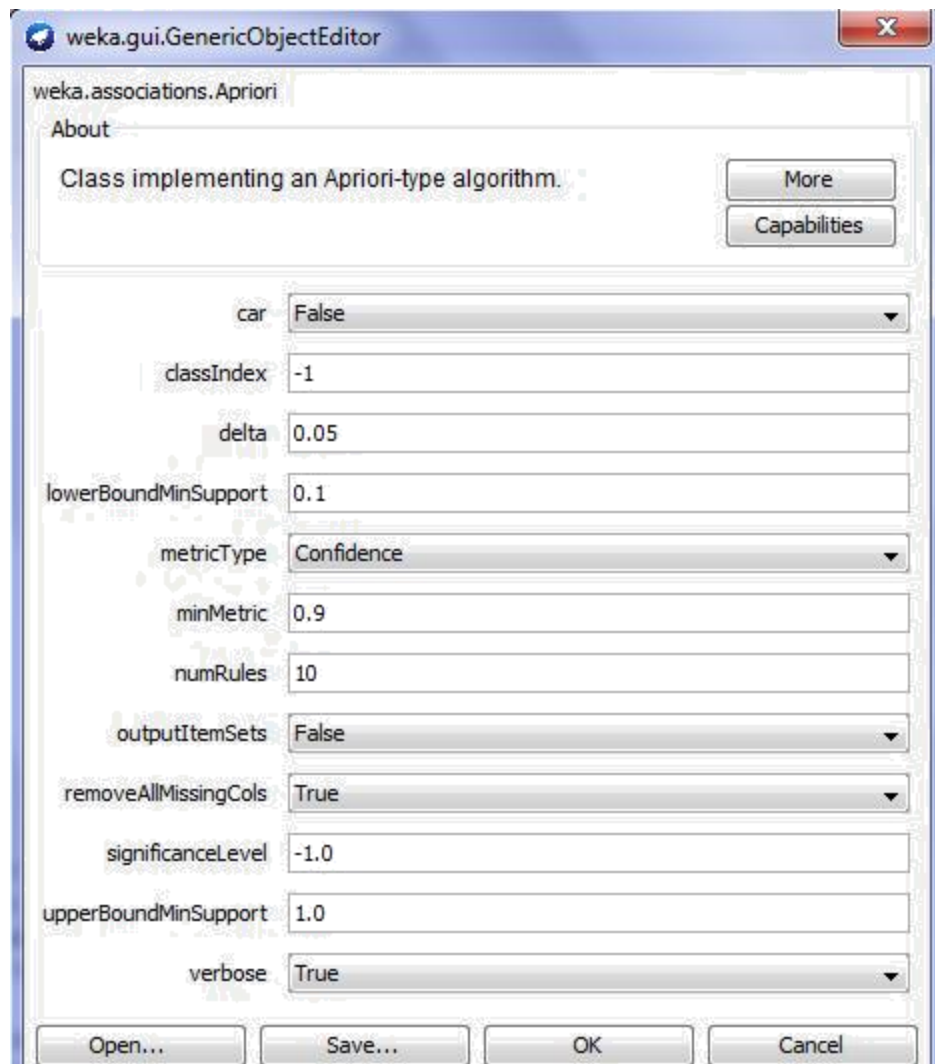 weka.gui.GenericObjectEditor
weka.associations.Apriori
About
Class implementing an Apriori-type algorithm.
More
Capabilities
car False
classIndex -1
delta 0.05
lowerBoundMinSupport 0.1
metricType Confidence
minMetric 0.9
numRules 10
outputItemSets False
removeAllMissingCols True
significanceLevel -1.0
upperBoundMinSupport 1.0
verbose True
Open... Save... OK Cancel